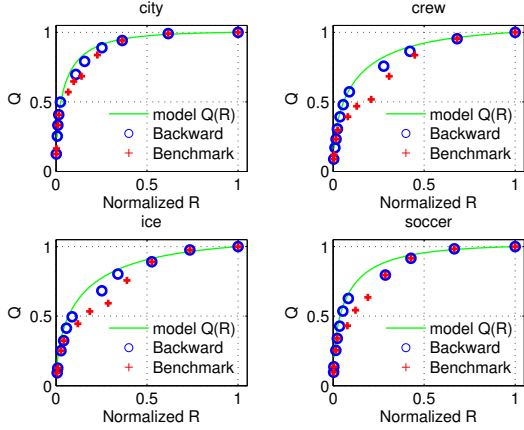 city
1
0.5
0
Q
model Q(R)
Backward
Benchmark
0 0.5 1
Normalized R
crew
1
0.5
0
Q
model Q(R)
Backward
Benchmark
0 0.5 1
Normalized R
ice
1
0.5
0
Q
model Q(R)
Backward
Benchmark
0 0.5 1
Normalized R
soccer
1
0.5
0
Q
model Q(R)
Backward
Benchmark
0 0.5 1
Normalized R